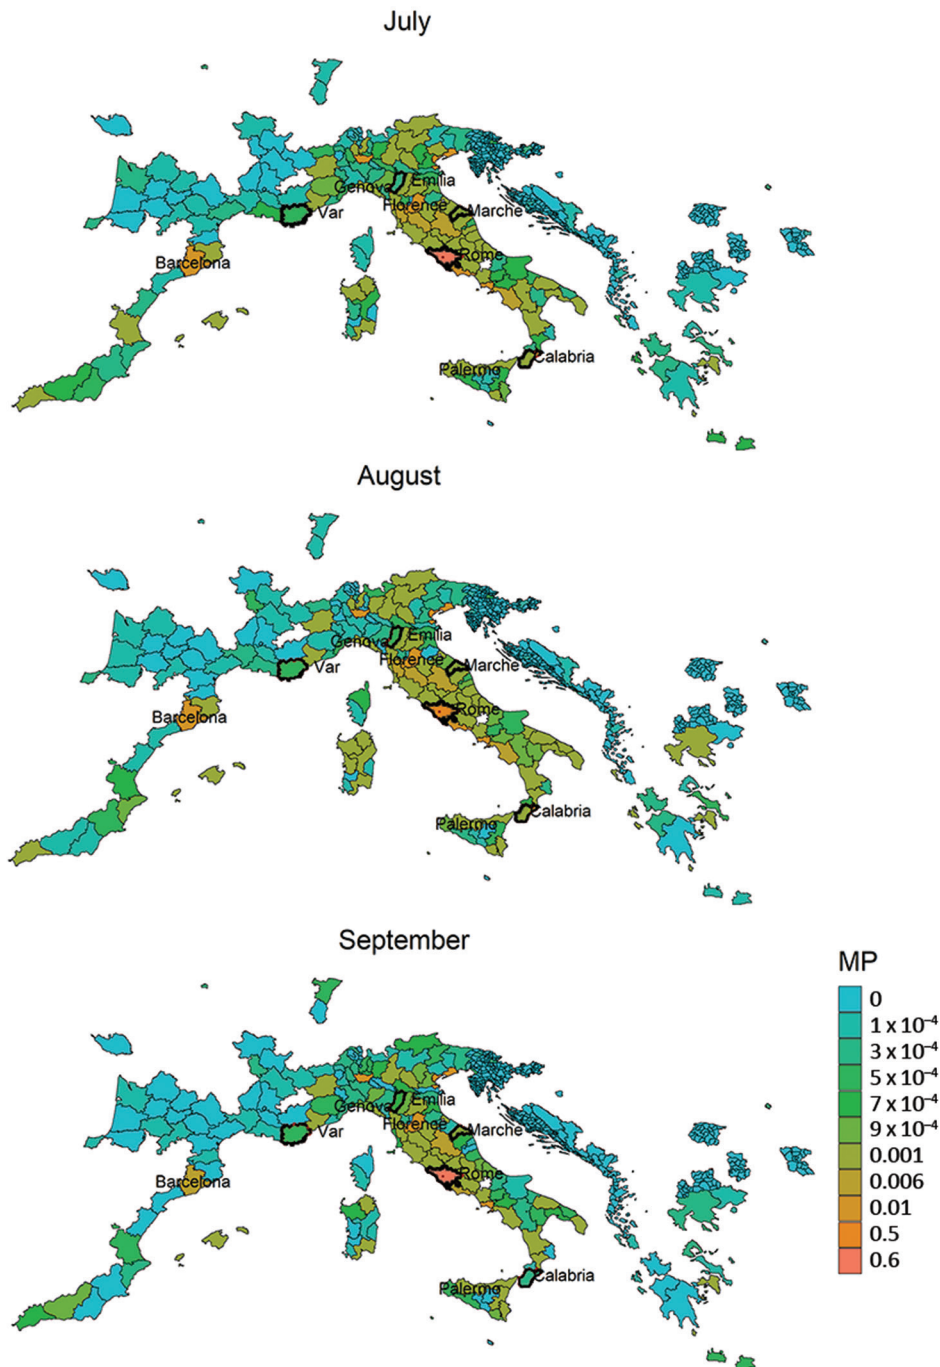 July
Genova
Emilia
Florence
Var
Marche
Rome
Barcelona
Calabria
Palermo
August
Genova
Emilia
Florence
Var
Marche
Rome
Barcelona
Calabria
Palermo
September
MP
0
1 x 10⁻⁴
3 x 10⁻⁴
5 x 10⁻⁴
7 x 10⁻⁴
9 x 10⁻⁴
0.001
0.006
0.01
0.5
0.6
Genova
Emilia
Florence
Var
Marche
Rome
Barcelona
Calabria
Palermo